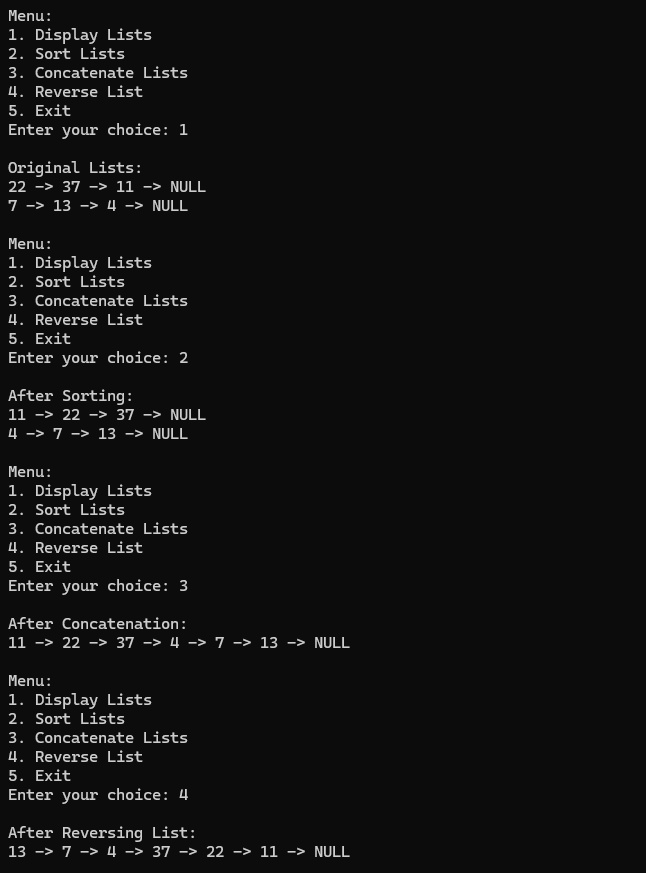 Menu:
1. Display Lists
2. Sort Lists
3. Concatenate Lists
4. Reverse List
5. Exit
Enter your choice: 1

Original Lists:
22 -> 37 -> 11 -> NULL
7 -> 13 -> 4 -> NULL

Menu:
1. Display Lists
2. Sort Lists
3. Concatenate Lists
4. Reverse List
5. Exit
Enter your choice: 2

After Sorting:
11 -> 22 -> 37 -> NULL
4 -> 7 -> 13 -> NULL

Menu:
1. Display Lists
2. Sort Lists
3. Concatenate Lists
4. Reverse List
5. Exit
Enter your choice: 3

After Concatenation:
11 -> 22 -> 37 -> 4 -> 7 -> 13 -> NULL

Menu:
1. Display Lists
2. Sort Lists
3. Concatenate Lists
4. Reverse List
5. Exit
Enter your choice: 4

After Reversing List:
13 -> 7 -> 4 -> 37 -> 22 -> 11 -> NULL